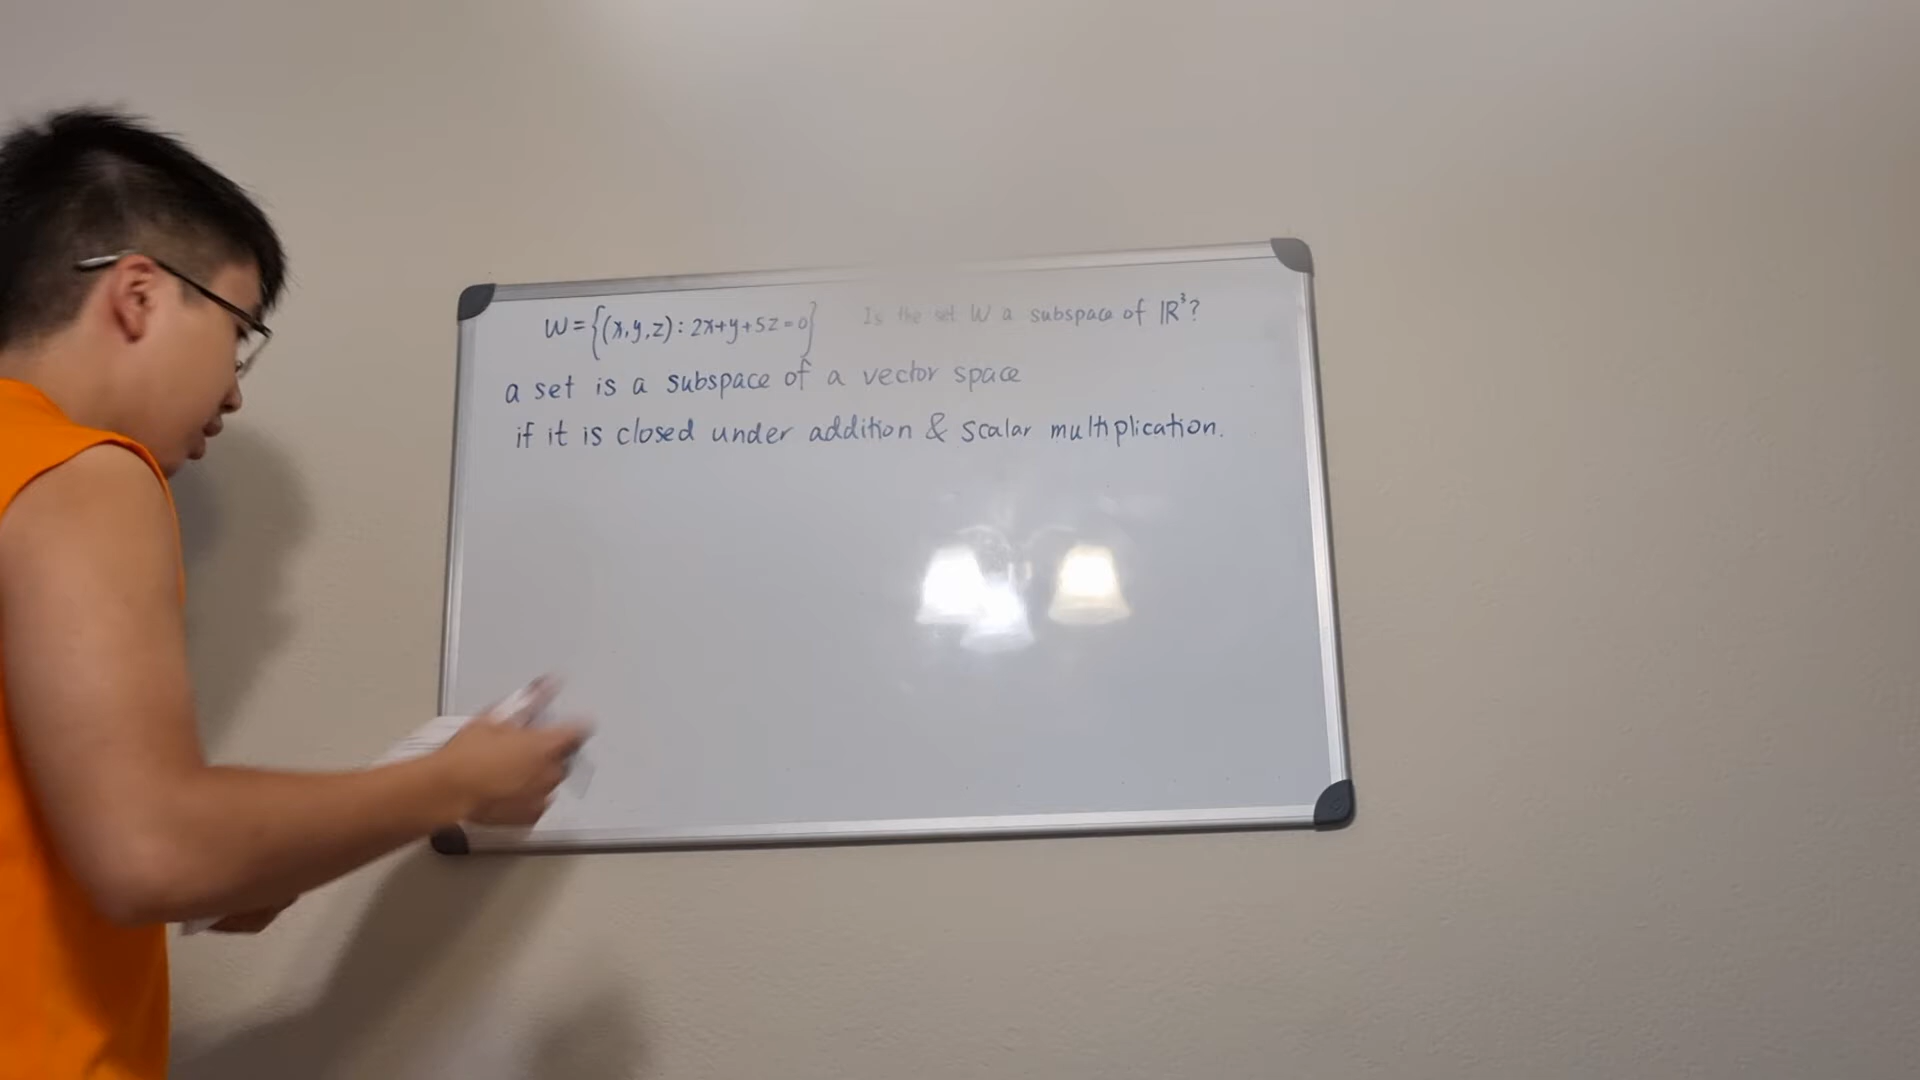 W={(x,y,z): 2x+y+5z=0} Is the set W a subspace of ℝ³?
a set is a subspace of a vector space
if it is closed under addition & scalar multiplication.